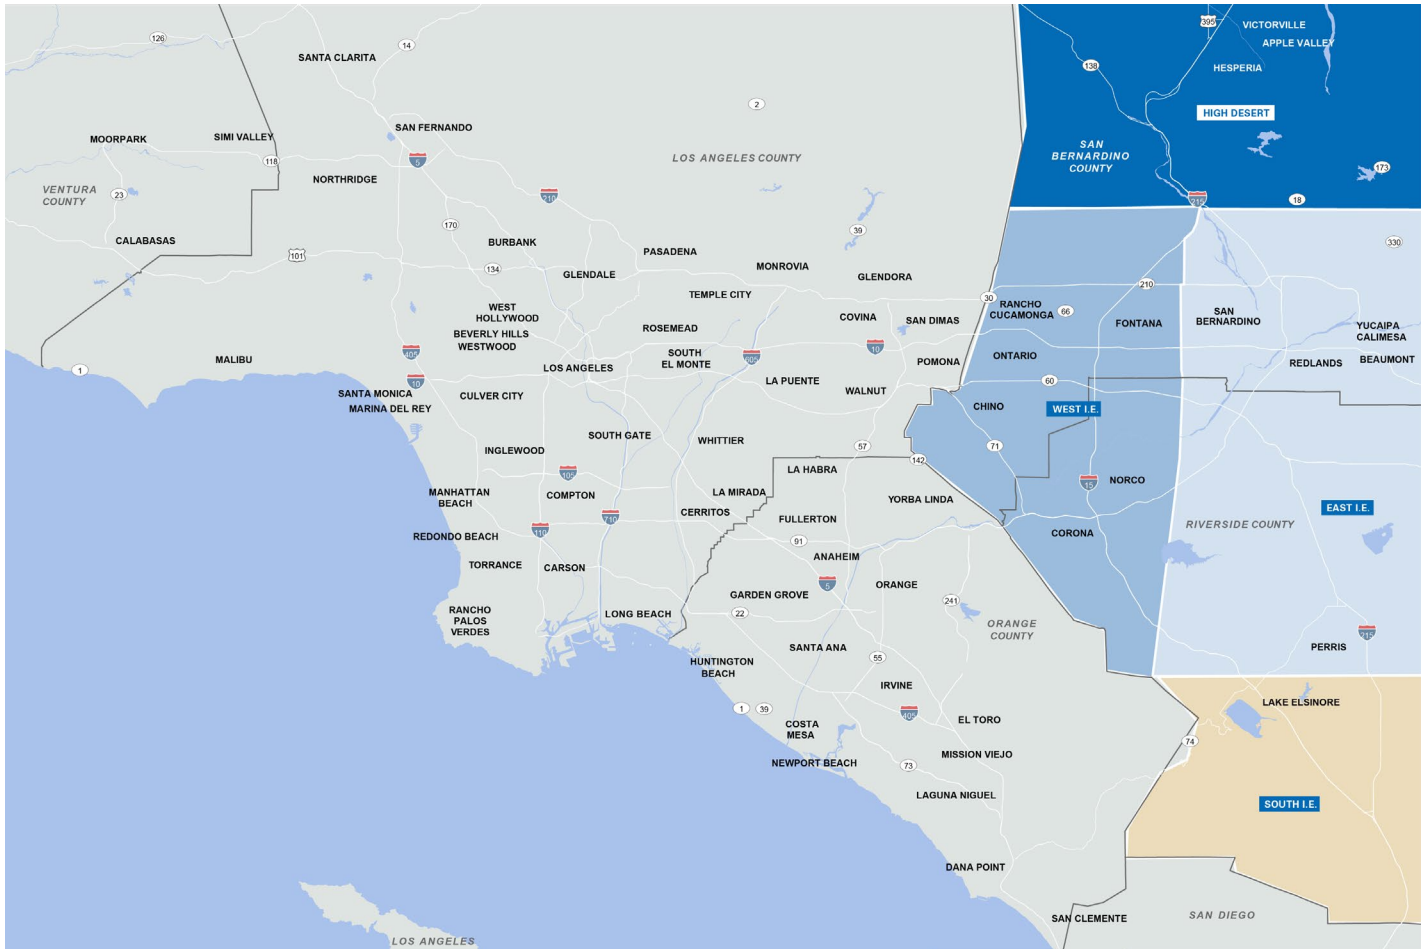 395
VICTORVILLE
126
14
APPLE VALLEY
SANTA CLARITA
138
HESPERIA
2
HIGH DESERT
SAN FERNANDO
MOORPARK
SIMI VALLEY
SAN
BERNARDINO
COUNTY
118
5
LOS ANGELES COUNTY
173
NORTHRIDGE
VENTURA
COUNTY
23
210
215
18
170
39
CALABASAS
BURBANK
330
101
134
PASADENA
GLENDALE
MONROVIA
GLENDORA
210
TEMPLE CITY
30
RANCHO
CUCAMONGA
66
WEST
HOLLYWOOD
COVINA
SAN DIMAS
FONTANA
SAN
BERNARDINO
BEVERLY HILLS
WESTWOOD
ROSEMEAD
YUCAIPA
CALIMESA
405
SOUTH
EL MONTE
605
10
ONTARIO
MALIBU
POMONA
REDLANDS
BEAUMONT
1
LOS ANGELES
10
LA PUENTE
60
SANTA MONICA
CULVER CITY
WALNUT
MARINA DEL REY
CHINO
WEST I.E.
SOUTH GATE
WHITTIER
57
71
INGLEWOOD
142
105
LA HABRA
15
NORCO
MANHATTAN
BEACH
COMPTON
LA MIRADA
YORBA LINDA
EAST I.E.
CERRITOS
710
FULLERTON
RIVERSIDE COUNTY
REDONDO BEACH
110
91
CORONA
TORRANCE
CARSON
ANAHEIM
5
ORANGE
GARDEN GROVE
241
RANCHO
PALOS
VERDES
LONG BEACH
22
ORANGE
COUNTY
215
SANTA ANA
55
PERRIS
HUNTINGTON
BEACH
IRVINE
1
39
405
LAKE ELSINORE
COSTA
MESA
EL TORO
74
MISSION VIEJO
NEWPORT BEACH
73
LAGUNA NIGUEL
SOUTH I.E.
DANA POINT
SAN CLEMENTE
SAN DIEGO
LOS ANGELES